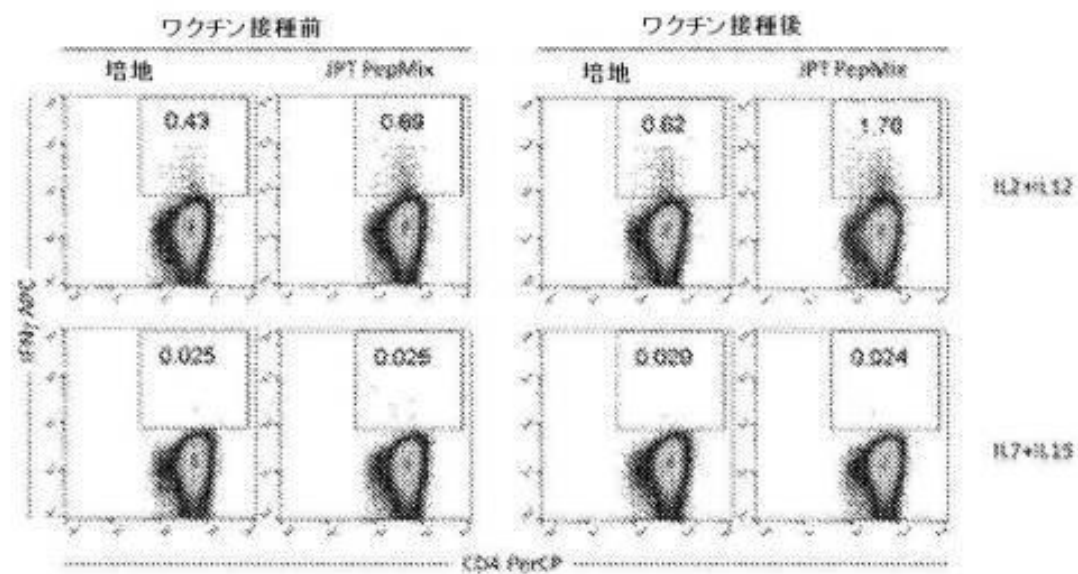 ワクチン接種前 ワクチン接種後
培地 JPT PepMix 培地 JPT PepMix
0.43 0.69 0.62 1.76
IL2+IL12
IFNγ APC
0.025 0.025 0.020 0.024
IL7+IL15
CD4 PerCP